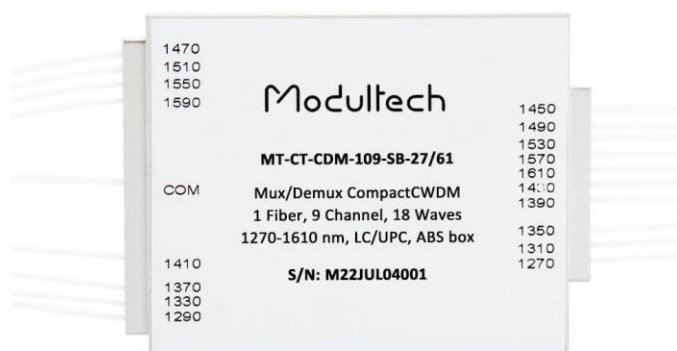 1470
1510
1550
1590
COM
1410
1370
1330
1290
Modultech
MT-CT-CDM-109-SB-27/61
Mux/Demux CompactCWDM
1 Fiber, 9 Channel, 18 Waves
1270-1610 nm, LC/UPC, ABS box
S/N: M22JUL04001
1450
1490
1530
1570
1610
1430
1390
1350
1310
1270